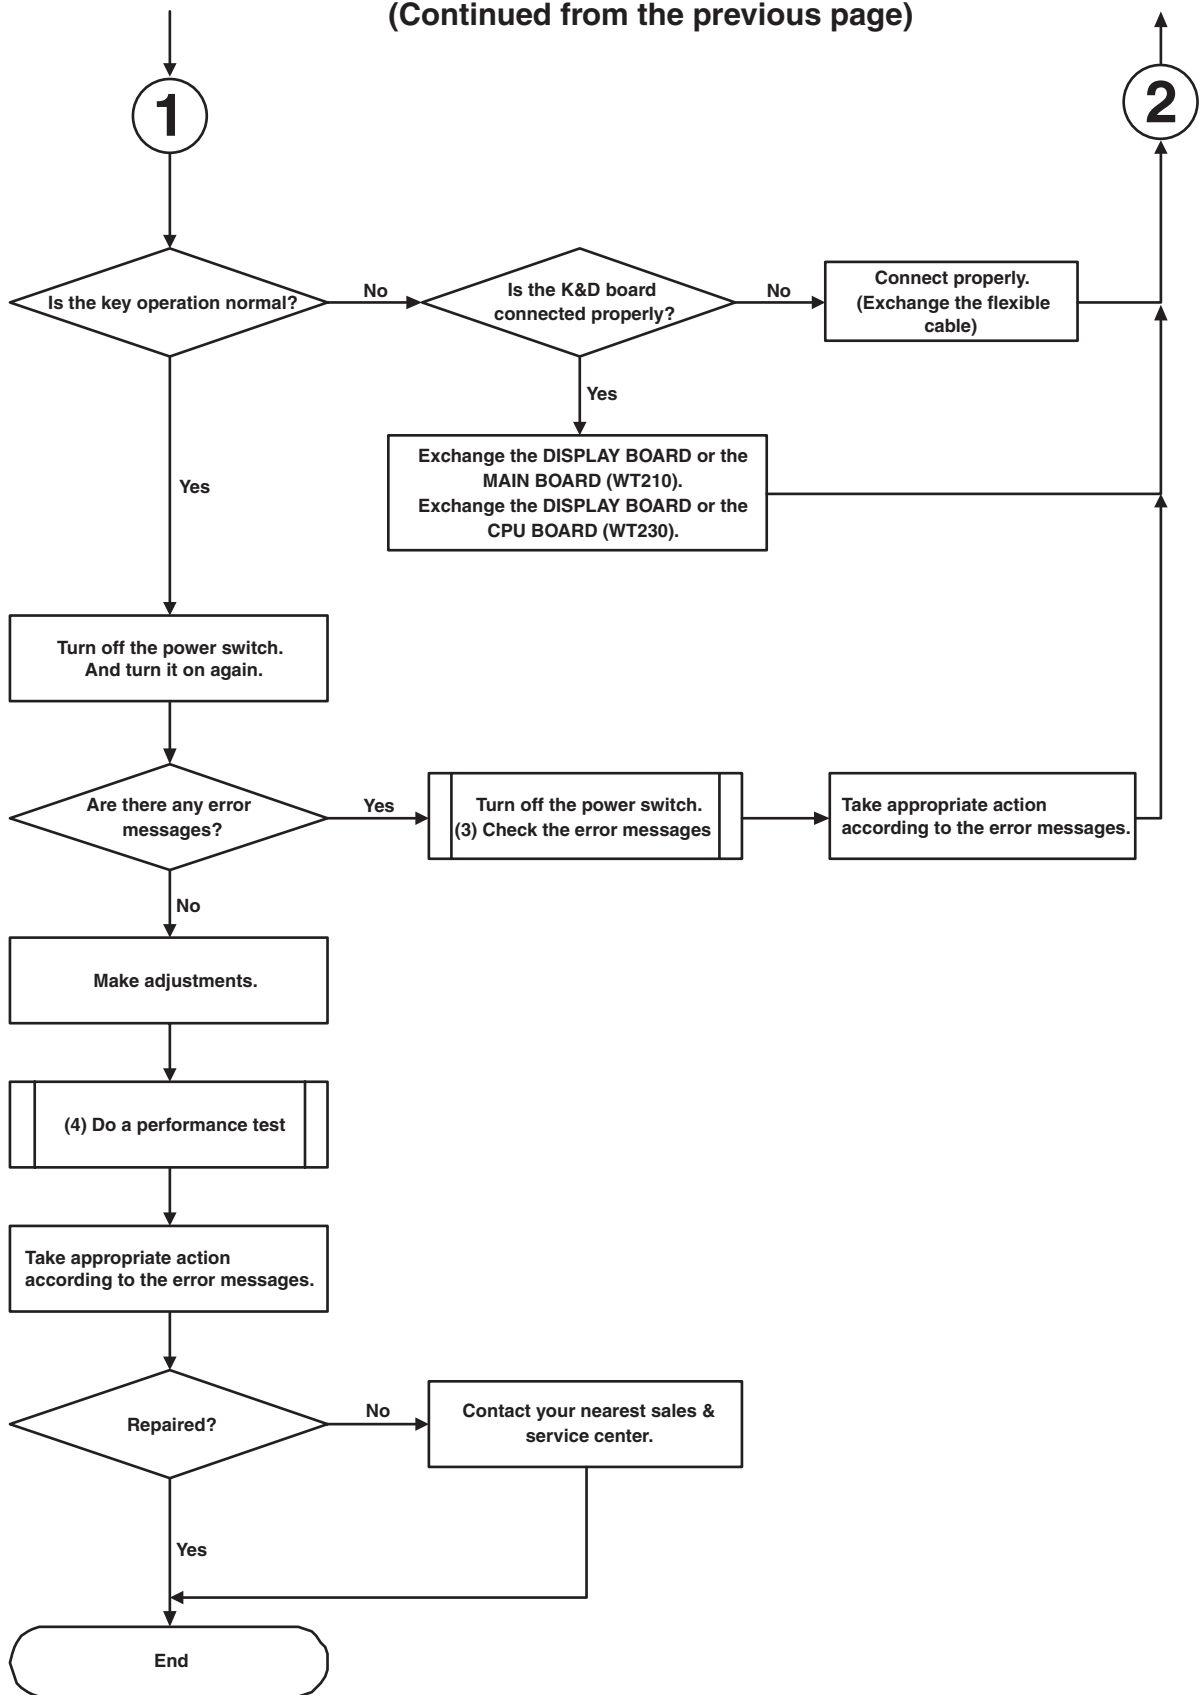 (Continued from the previous page)
1
2
Is the key operation normal?
No
Is the K&D board
connected properly?
No
Connect properly.
(Exchange the flexible
cable)
Yes
Exchange the DISPLAY BOARD or the
MAIN BOARD (WT210).
Exchange the DISPLAY BOARD or the
CPU BOARD (WT230).
Yes
Turn off the power switch.
And turn it on again.
Are there any error
messages?
Yes
Turn off the power switch.
(3) Check the error messages
Take appropriate action
according to the error messages.
No
Make adjustments.
(4) Do a performance test
Take appropriate action
according to the error messages.
Repaired?
No
Contact your nearest sales &
service center.
Yes
End